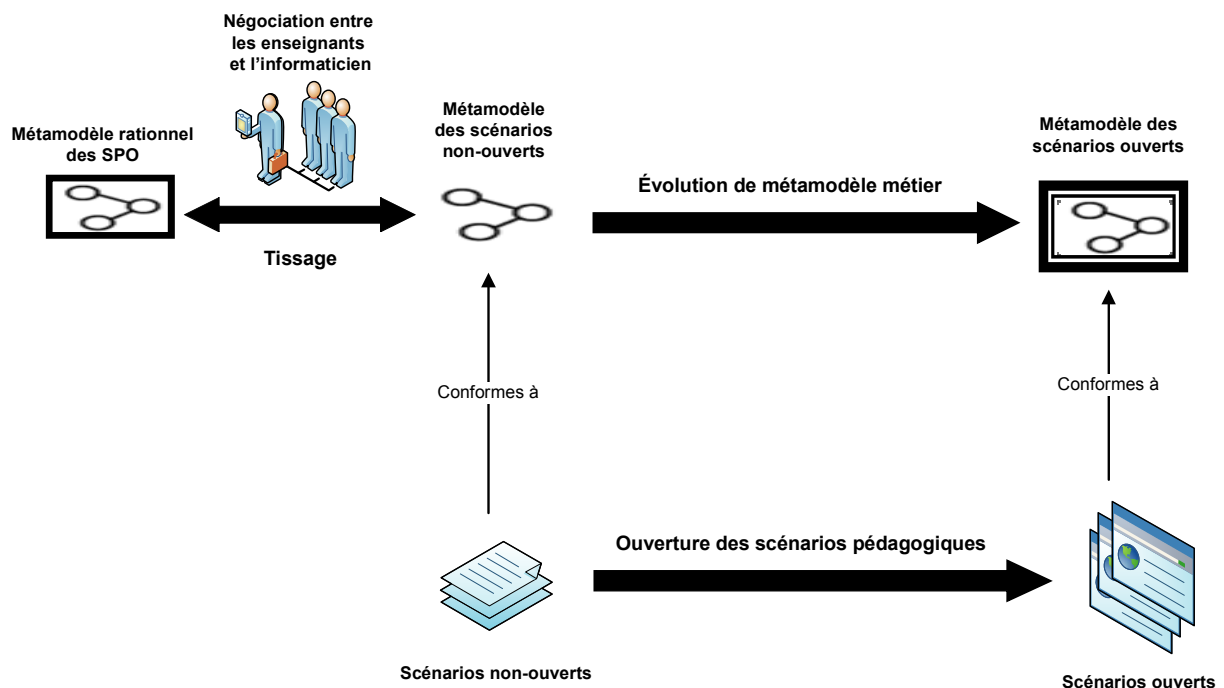 Négociation entre
les enseignants
et l'informaticien
Métamodèle rationnel
des SPO
Métamodèle
des scénarios
non-ouverts
Métamodèle des
scénarios ouverts
Évolution de métamodèle métier
Tissage
Conformes à
Conformes à
Ouverture des scénarios pédagogiques
Scénarios non-ouverts
Scénarios ouverts